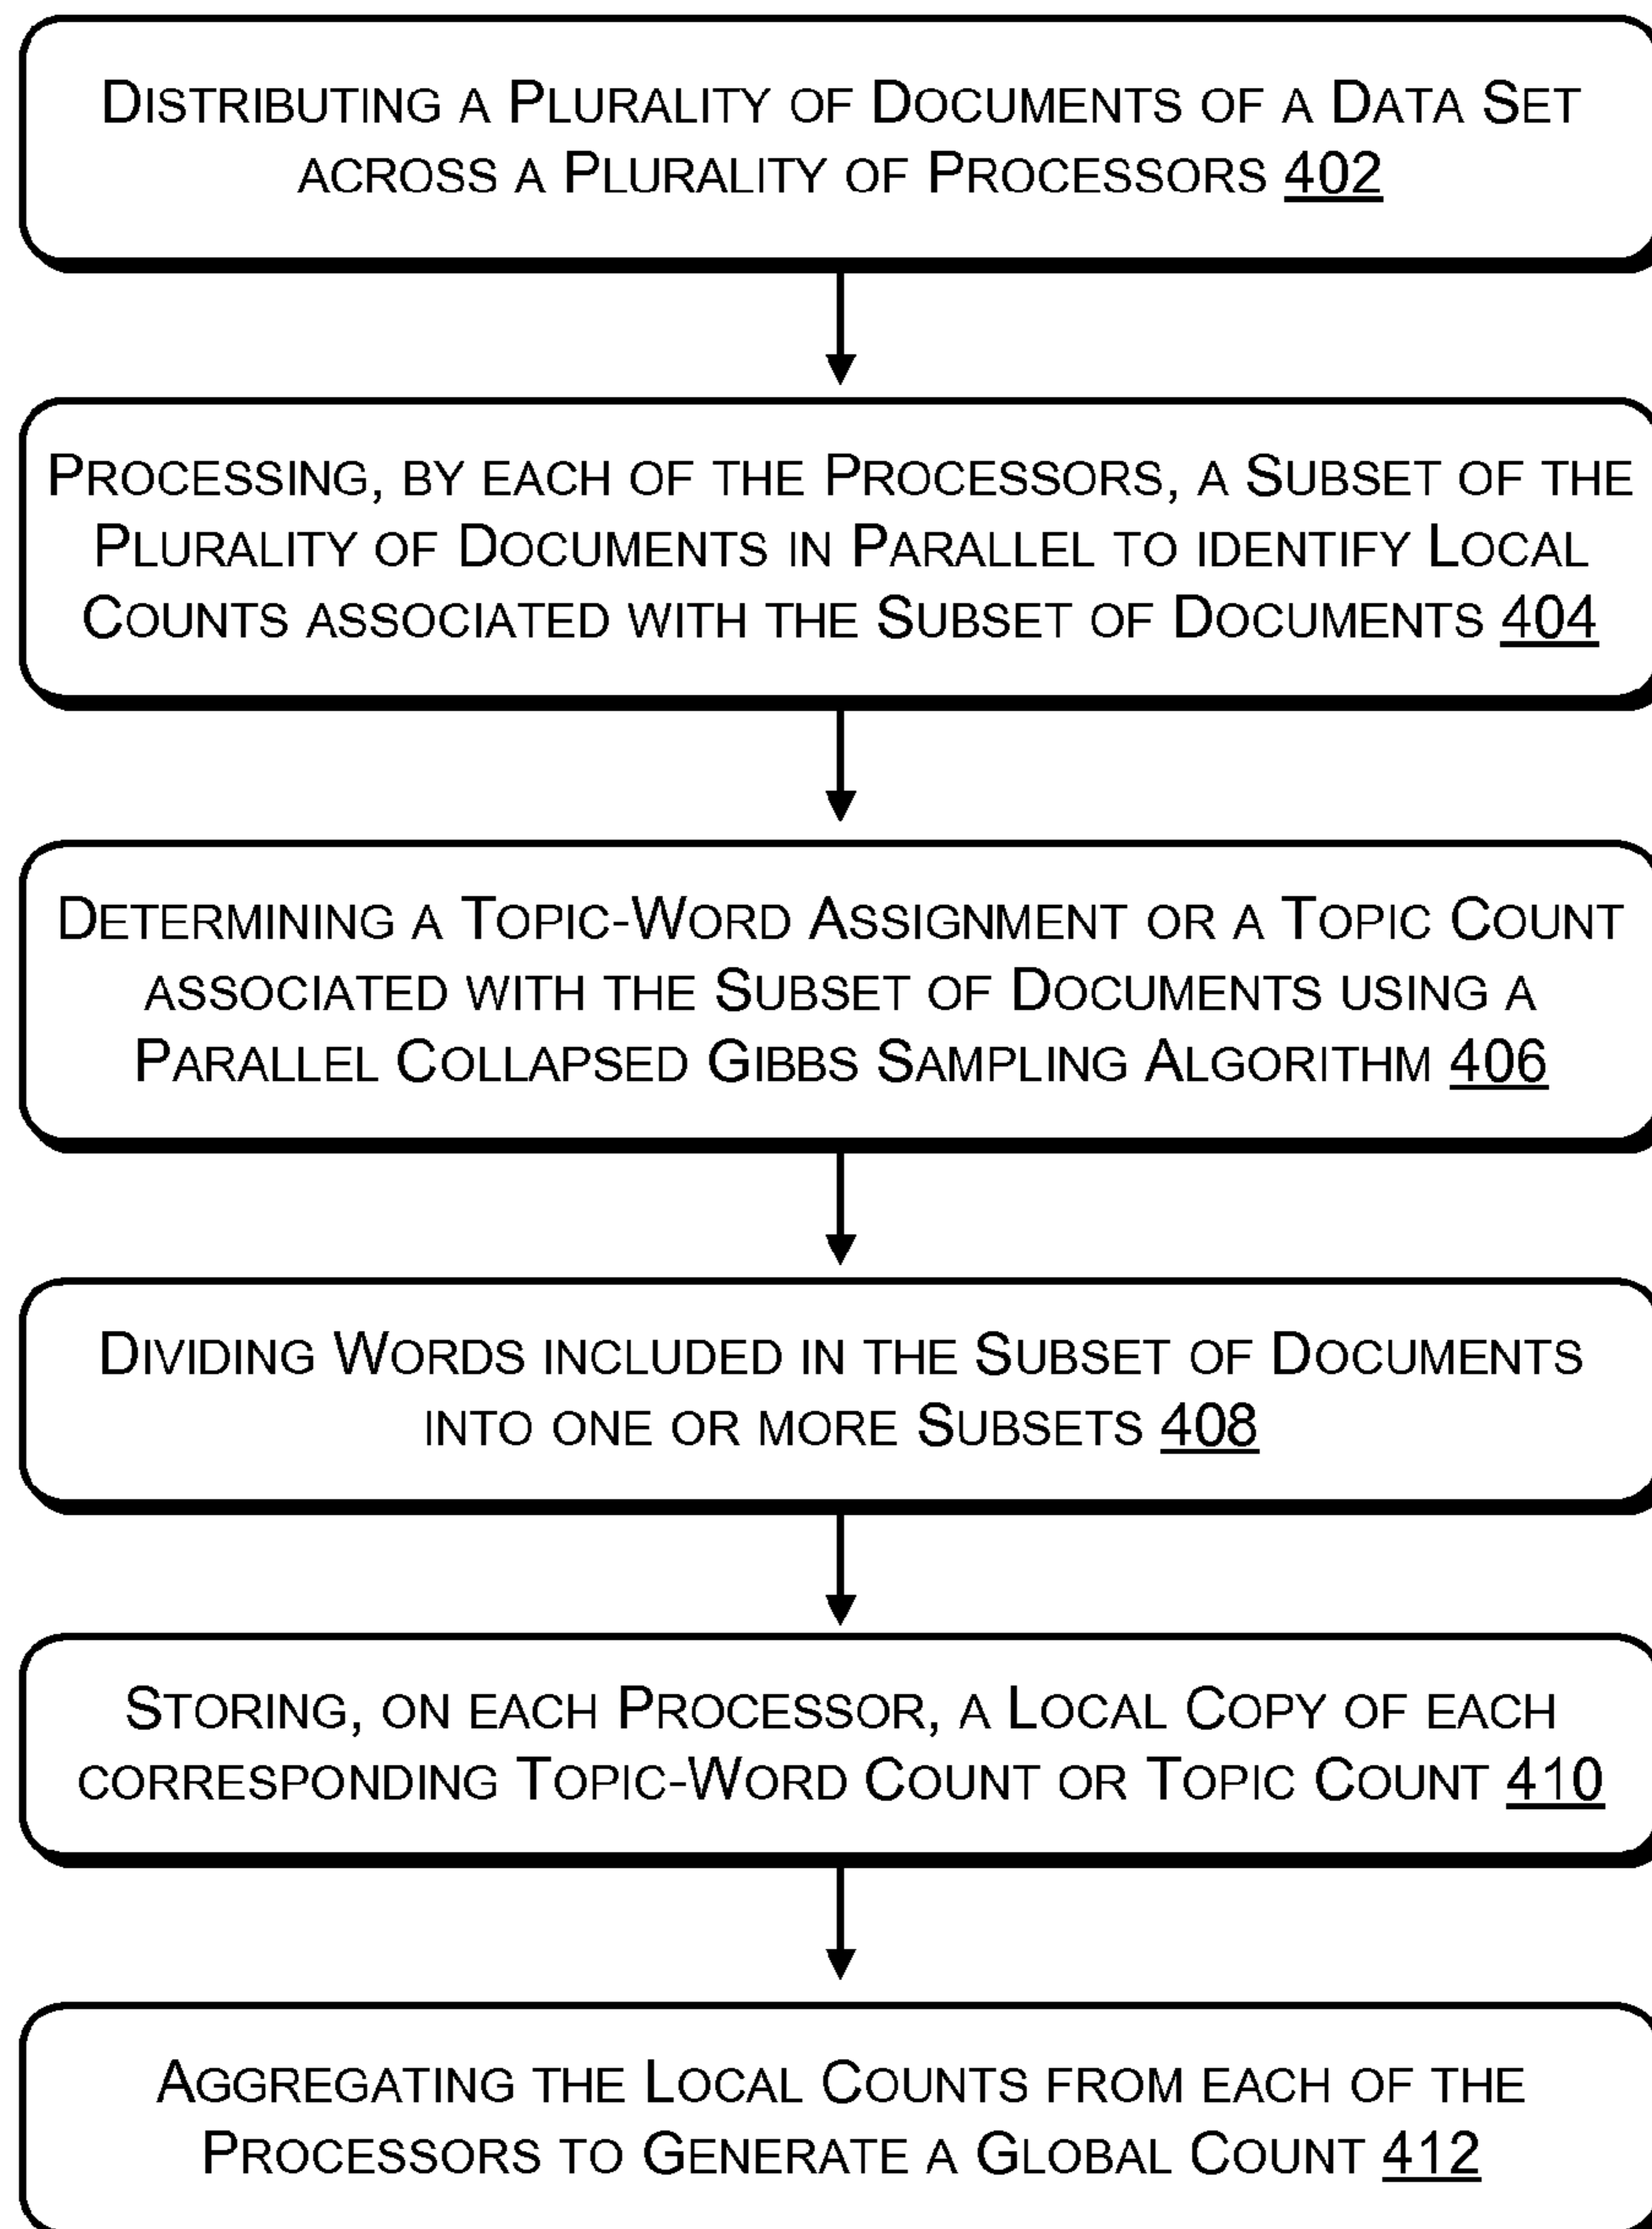 DISTRIBUTING A PLURALITY OF DOCUMENTS OF A DATA SET
ACROSS A PLURALITY OF PROCESSORS 402
PROCESSING, BY EACH OF THE PROCESSORS, A SUBSET OF THE
PLURALITY OF DOCUMENTS IN PARALLEL TO IDENTIFY LOCAL
COUNTS ASSOCIATED WITH THE SUBSET OF DOCUMENTS 404
DETERMINING A TOPIC-WORD ASSIGNMENT OR A TOPIC COUNT
ASSOCIATED WITH THE SUBSET OF DOCUMENTS USING A
PARALLEL COLLAPSED GIBBS SAMPLING ALGORITHM 406
DIVIDING WORDS INCLUDED IN THE SUBSET OF DOCUMENTS
INTO ONE OR MORE SUBSETS 408
STORING, ON EACH PROCESSOR, A LOCAL COPY OF EACH
CORRESPONDING TOPIC-WORD COUNT OR TOPIC COUNT 410
AGGREGATING THE LOCAL COUNTS FROM EACH OF THE
PROCESSORS TO GENERATE A GLOBAL COUNT 412